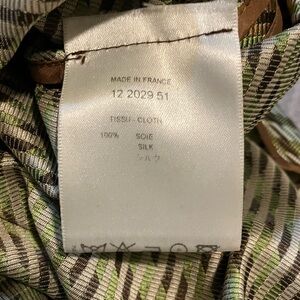 MADE IN FRANCE
12 2029 51
TISSU - CLOTH
100% SOIE
SILK
シルク